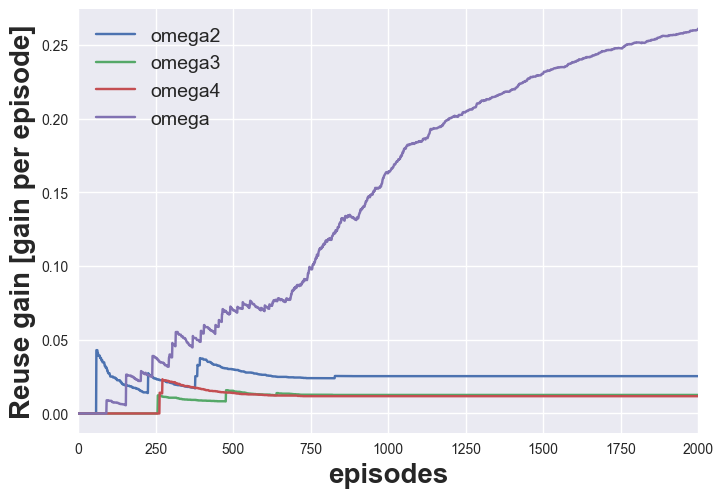 Reuse gain [gain per episode]
0.25
0.20
0.15
0.10
0.05
0.00
omega2
omega3
omega4
omega
0 250 500 750 1000 1250 1500 1750 2000
episodes